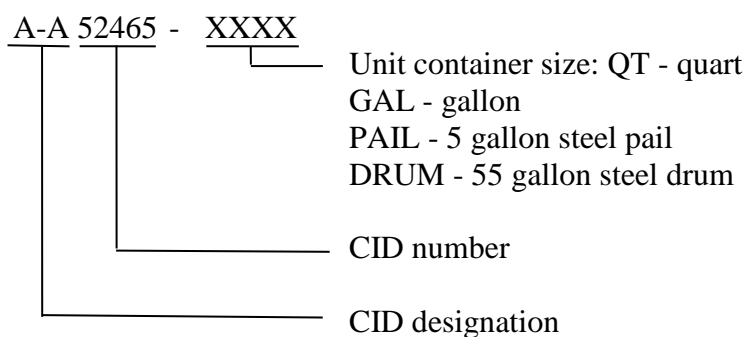 A-A 52465 - XXXX
Unit container size: QT - quart
GAL - gallon
PAIL - 5 gallon steel pail
DRUM - 55 gallon steel drum
CID number
CID designation